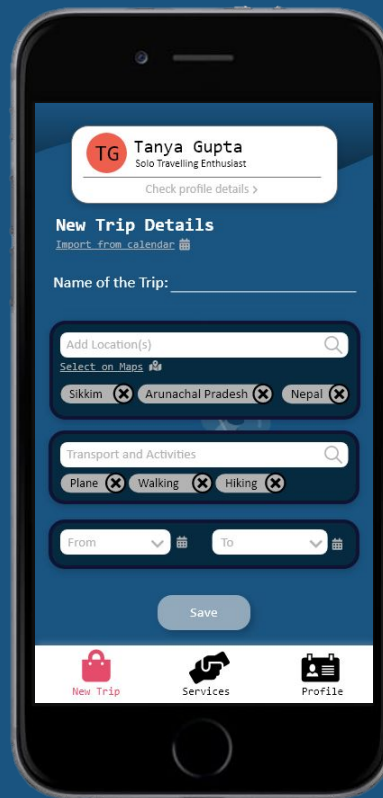 TG
Tanya Gupta
Solo Travelling Enthusiast
Check profile details >
New Trip Details
Import from calendar
Name of the Trip:
Add Location(s)
Select on Maps
Sikkim Arunachal Pradesh Nepal
Transport and Activities
Plane Walking Hiking
From To
Save
New Trip Services Profile